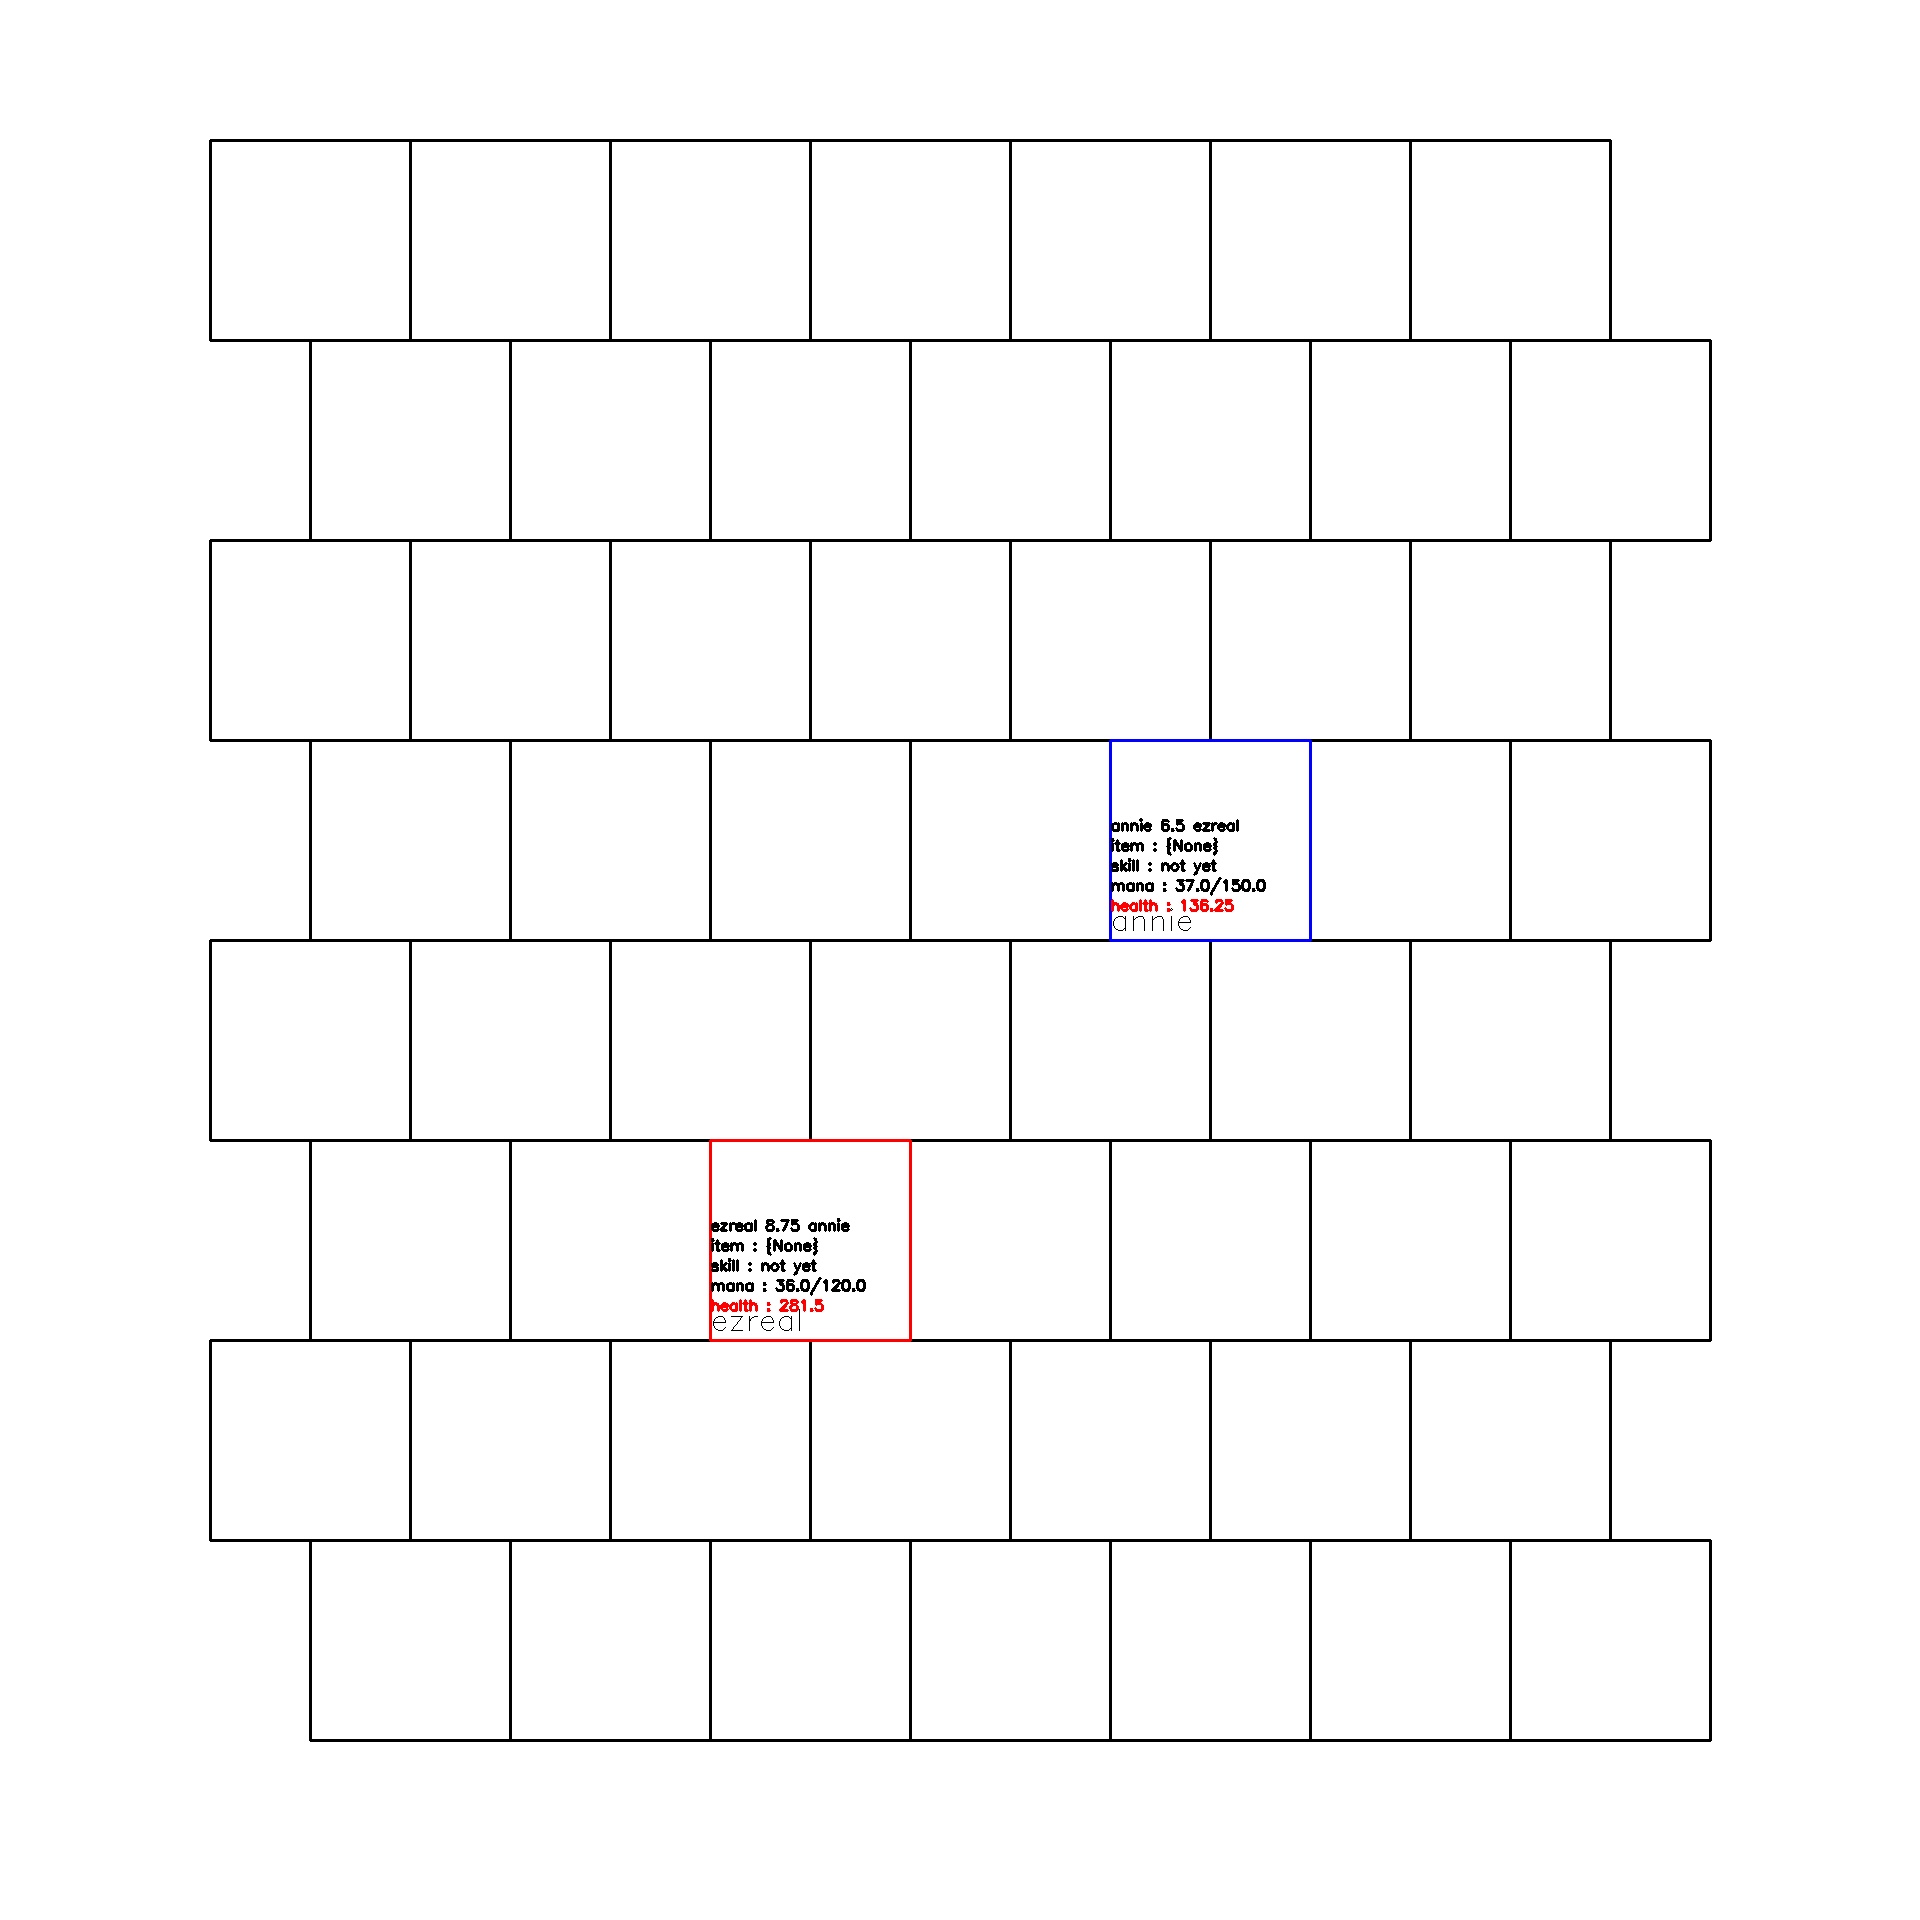 annie 6.5 ezreal
item : {None}
skill : not yet
mana : 37.0/150.0
health : 136.25
annie
ezreal 8.75 annie
item : {None}
skill : not yet
mana : 36.0/120.0
health : 281.5
ezreal